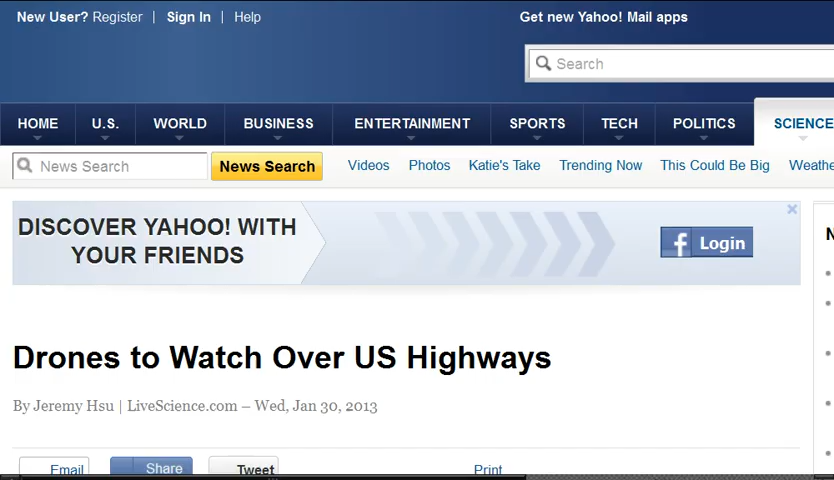 New User? Register | Sign In | Help
Get new Yahoo! Mail apps
Search
HOME U.S. WORLD BUSINESS ENTERTAINMENT SPORTS TECH POLITICS SCIENCE
News Search News Search Videos Photos Katie's Take Trending Now This Could Be Big
DISCOVER YAHOO! WITH
YOUR FRIENDS
f Login
Drones to Watch Over US Highways
By Jeremy Hsu | LiveScience.com – Wed, Jan 30, 2013
Email Share Tweet Print